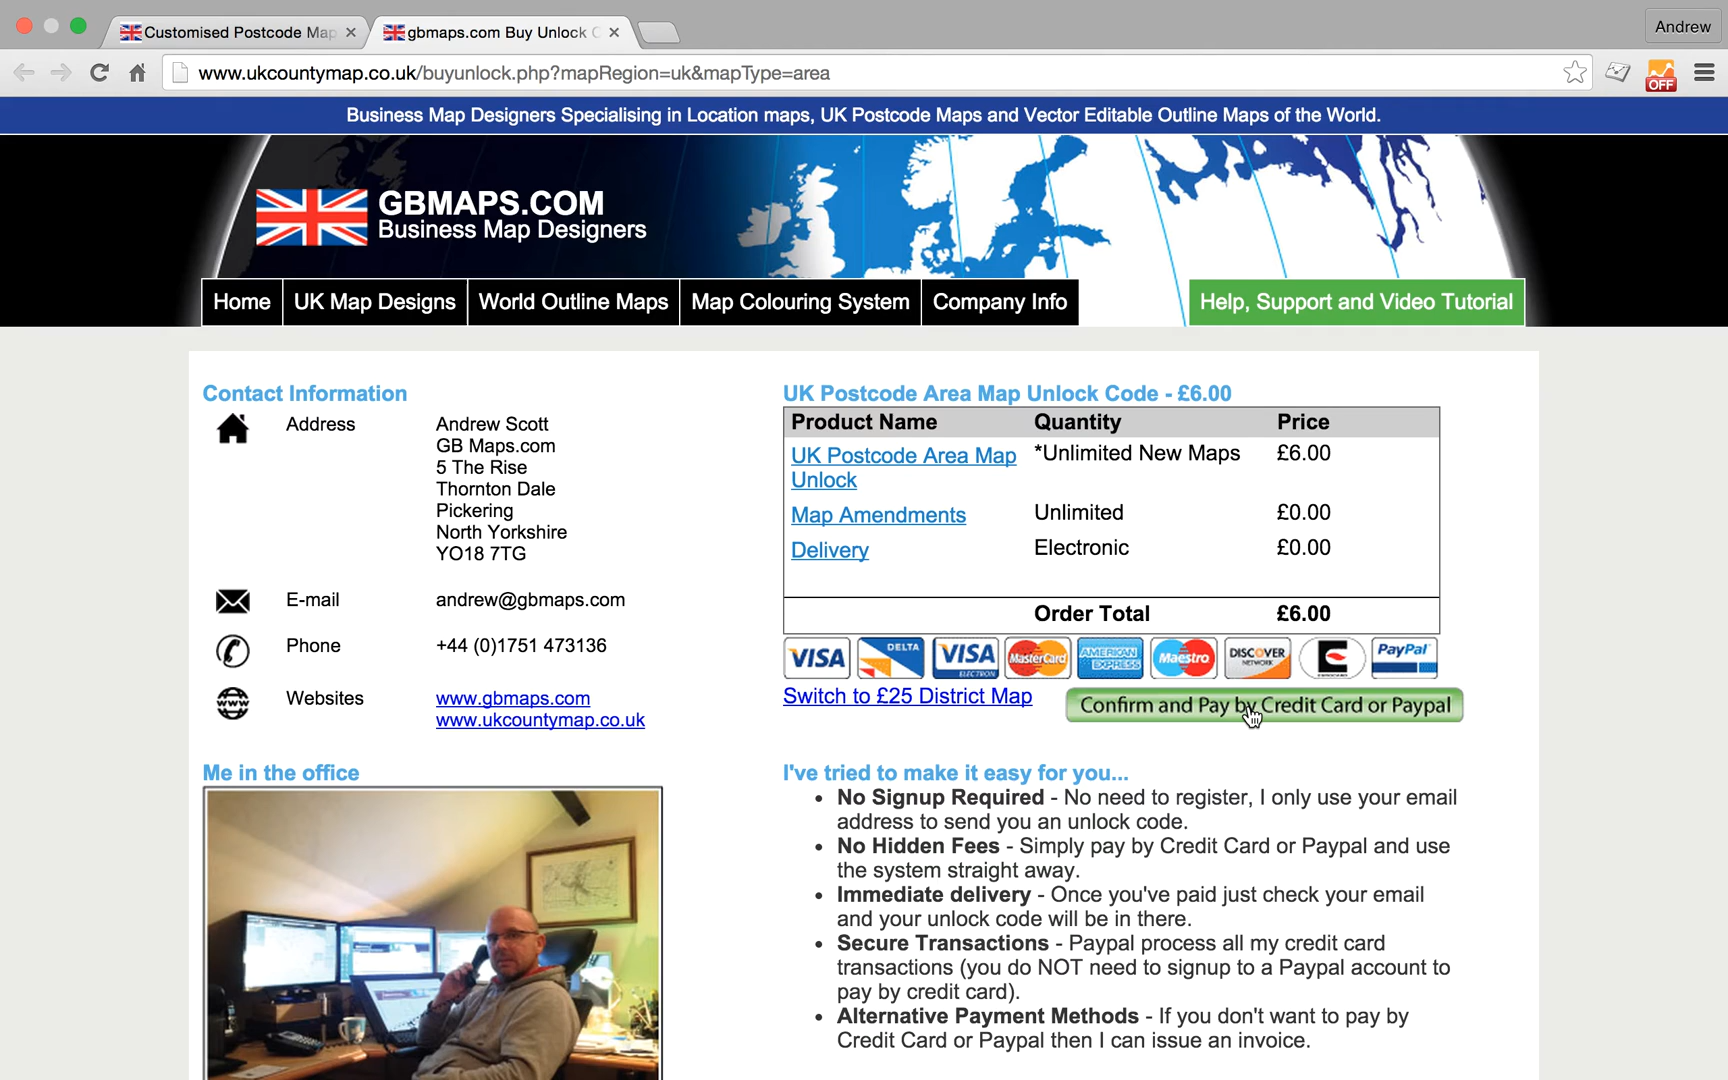 Customised Postcode Map
gbmaps.com Buy Unlock C
Andrew
www.ukcountymap.co.uk/buyunlock.php?mapRegion=uk&mapType=area
OFF
Business Map Designers Specialising in Location maps, UK Postcode Maps and Vector Editable Outline Maps of the World.
GBMAPS.COM
Business Map Designers
Home
UK Map Designs
World Outline Maps
Map Colouring System
Company Info
Help, Support and Video Tutorial
Contact Information
Address
Andrew Scott
GB Maps.com
5 The Rise
Thornton Dale
Pickering
North Yorkshire
YO18 7TG
E-mail
andrew@gbmaps.com
Phone
+44 (0)1751 473136
WWW
Websites
www.gbmaps.com
www.ukcountymap.co.uk
Me in the office
UK Postcode Area Map Unlock Code - £6.00
Product Name Quantity Price
UK Postcode Area Map *Unlimited New Maps £6.00
Unlock
Map Amendments Unlimited £0.00
Delivery Electronic £0.00
Order Total £6.00
VISA
DELTA
VISA
ELECTRON
MasterCard
AMERICAN
EXPRESS
Maestro
DISCOVER
NETWORK
PayPal
Switch to £25 District Map
Confirm and Pay by Credit Card or Paypal
I've tried to make it easy for you...
• No Signup Required - No need to register, I only use your email
address to send you an unlock code.
• No Hidden Fees - Simply pay by Credit Card or Paypal and use
the system straight away.
• Immediate delivery - Once you've paid just check your email
and your unlock code will be in there.
• Secure Transactions - Paypal process all my credit card
transactions (you do NOT need to signup to a Paypal account to
pay by credit card).
• Alternative Payment Methods - If you don't want to pay by
Credit Card or Paypal then I can issue an invoice.